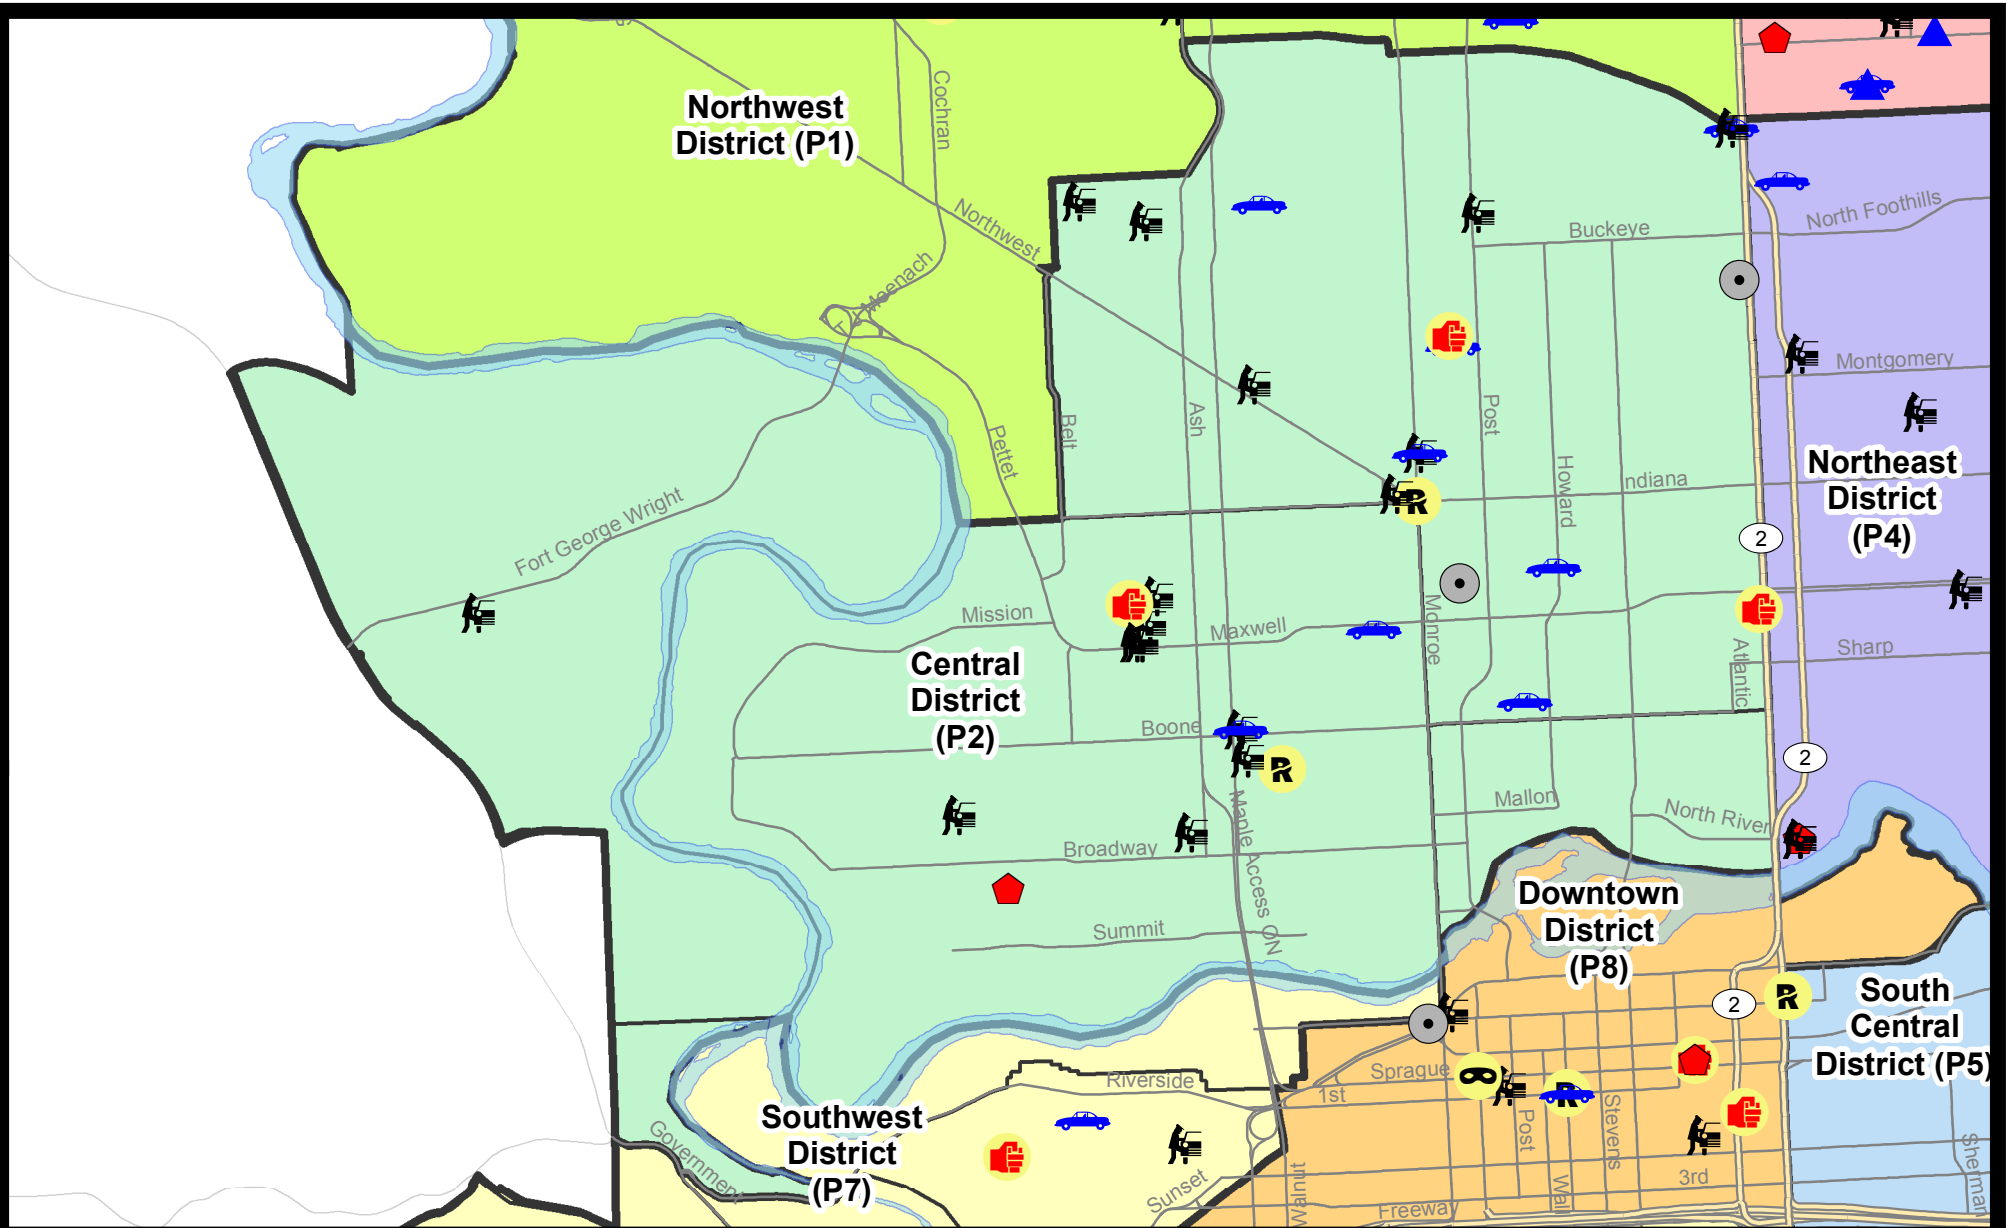 Northwest
District (P1)
Cochran
Northwest
T J Meenach
North Foothills
Buckeye
Montgomery
Belt
Ash
Post
Pettet
Howard
Indiana
Northeast
District
(P4)
Fort George Wright
2
Mission
Maxwell
Monroe
Atlantic
Sharp
Central
District
(P2)
Boone
2
Mallon
North River
Maple Access ON
Broadway
Summit
Downtown
District
(P8)
2
R
R
R
R
South
Central
District (P5)
Riverside
Sprague
1st
Southwest
District
(P7)
Government
Sunset
Walnut
Post
Wall
Stevens
3rd
Freeway
Sherman